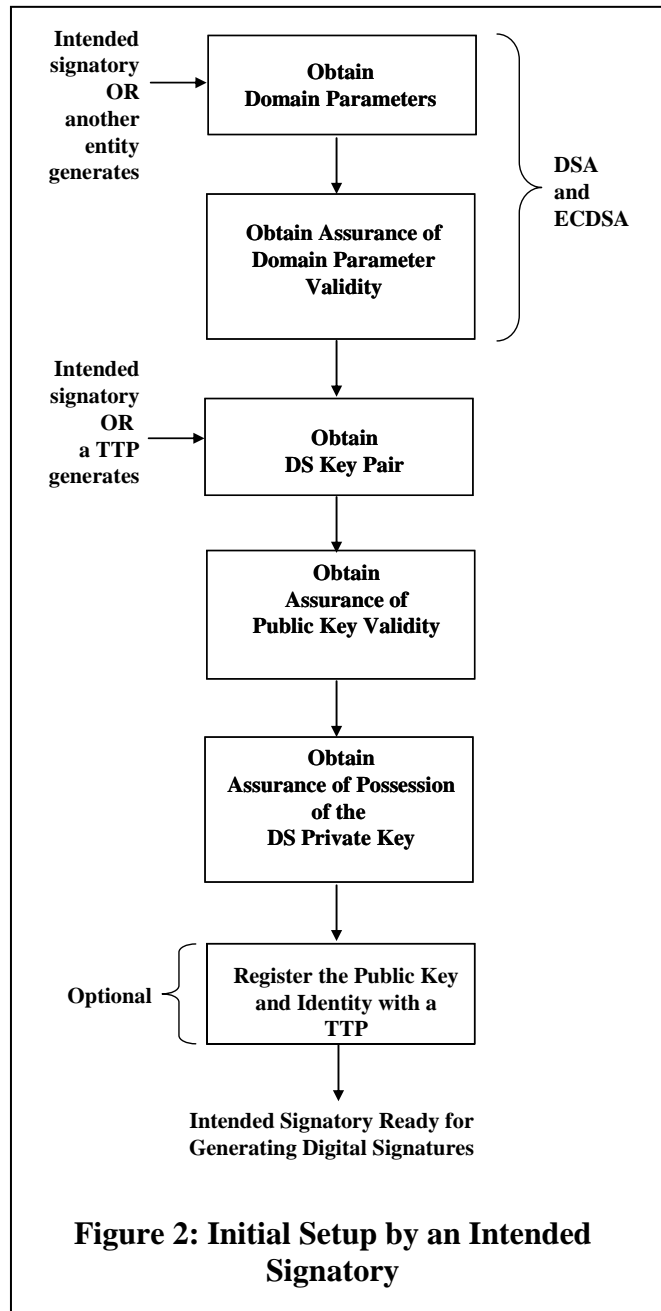 Intended
signatory
OR
another
entity
generates
Obtain
Domain Parameters
DSA
and
ECDSA
Obtain Assurance of
Domain Parameter
Validity
Intended
signatory
OR
a TTP
generates
Obtain
DS Key Pair
Obtain
Assurance of
Public Key Validity
Obtain
Assurance of Possession
of the
DS Private Key
Optional
Register the Public Key
and Identity with a
TTP
Intended Signatory Ready for
Generating Digital Signatures
Figure 2: Initial Setup by an Intended
Signatory